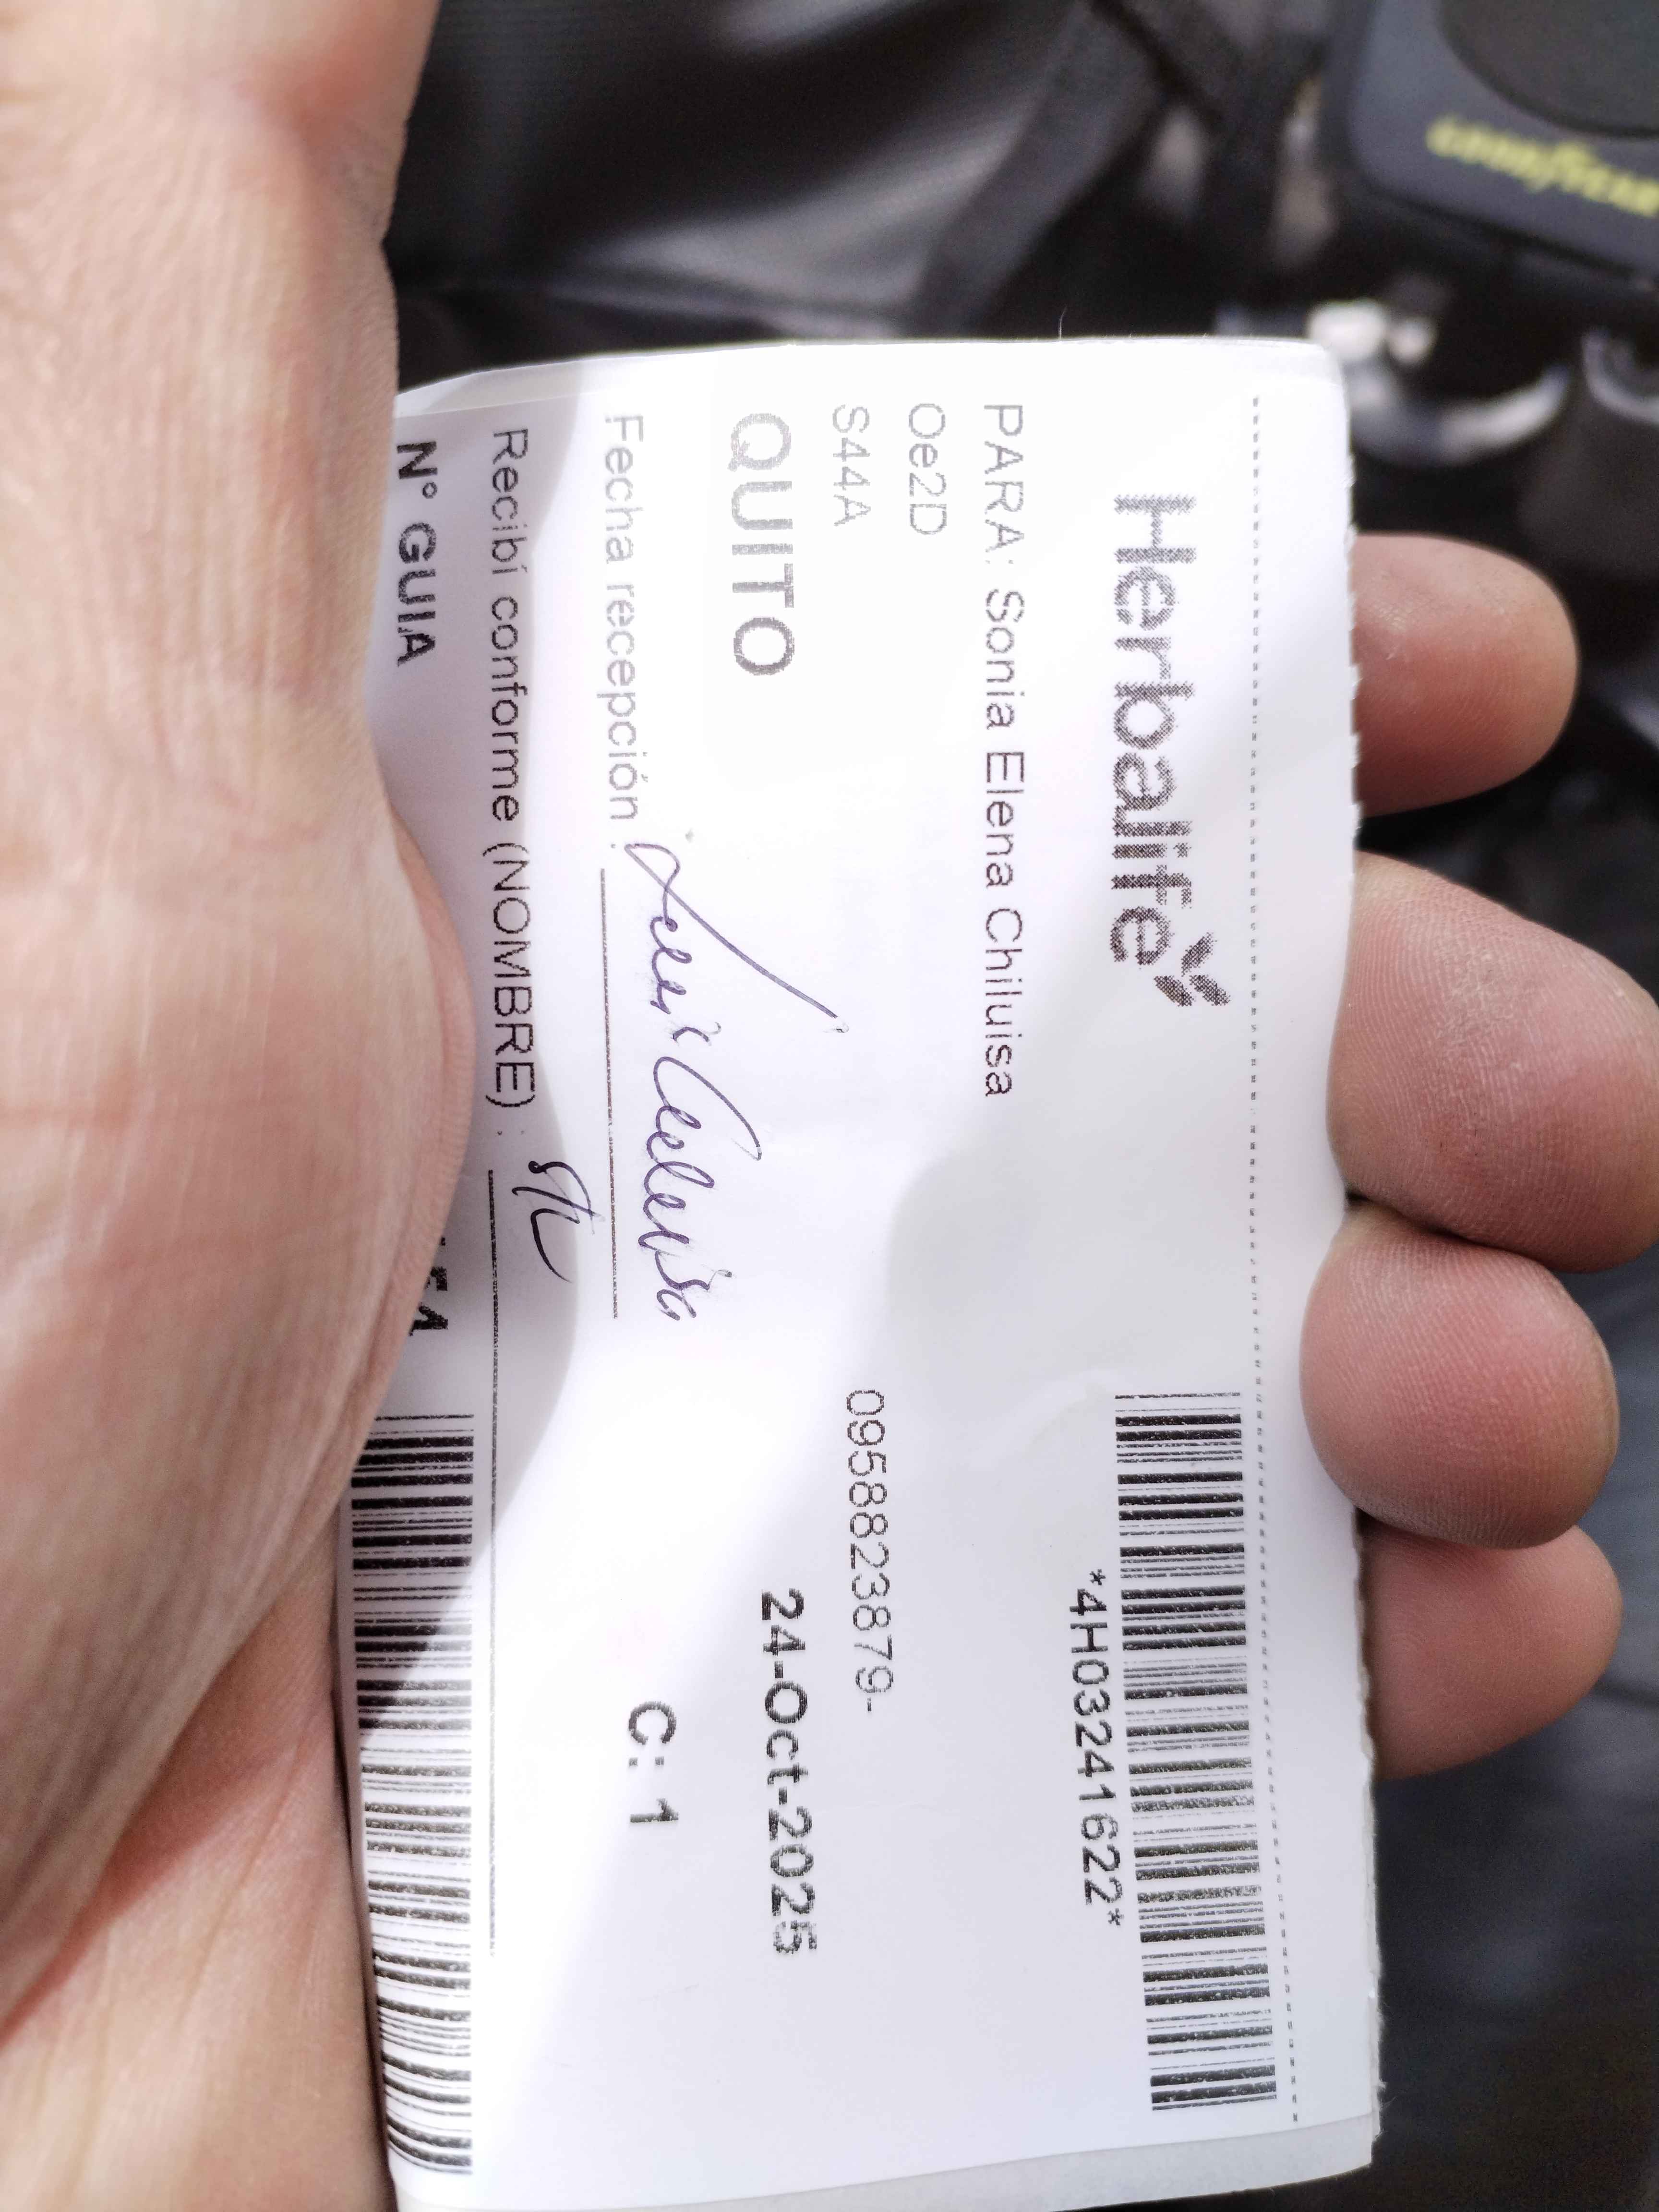 Herbalife
*4H03241622*
PARA: Sonia Elena Chiluisa
Oe2D
S44A
0958823879-
QUITO
24-Oct-2025
Fecha recepción :
C: 1
Recibí conforme (NOMBRE) :
N° GUIA
GOODYEAR